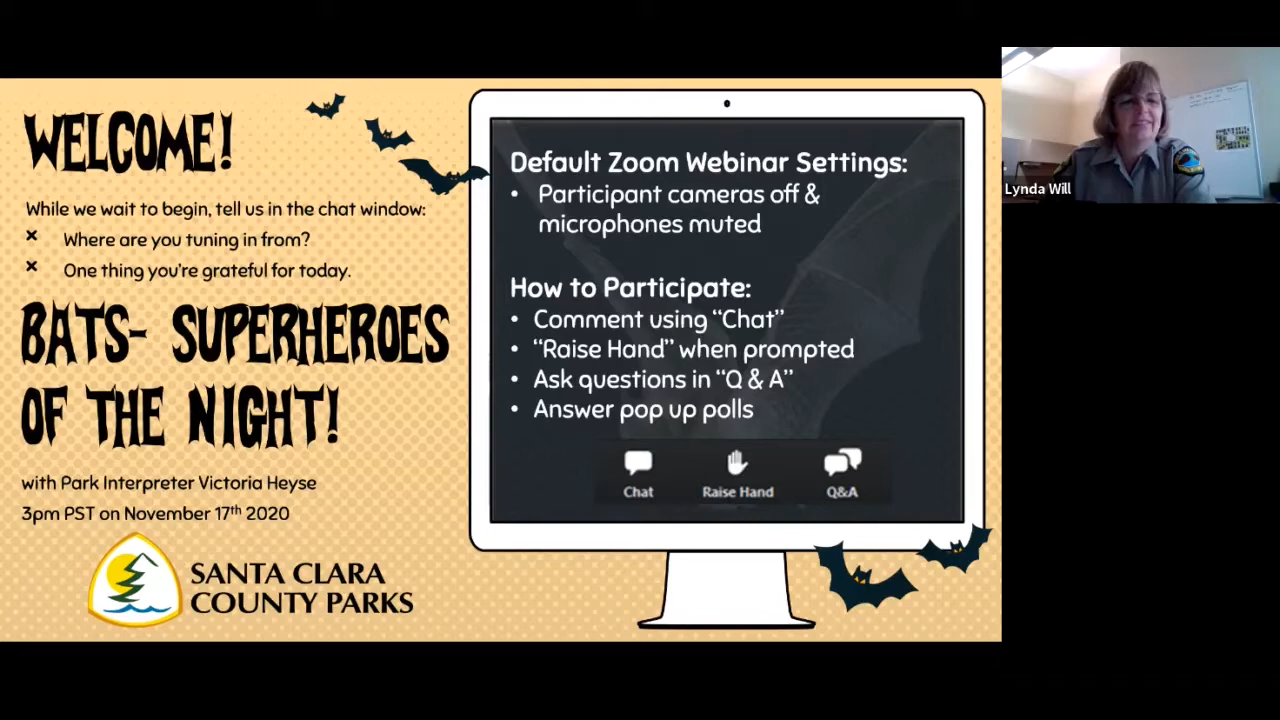 WELCOME!
While we wait to begin, tell us in the chat window:
× Where are you tuning in from?
× One thing you're grateful for today.
BATS- SUPERHEROES
OF THE NIGHT!
with Park Interpreter Victoria Heyse
3pm PST on November 17th 2020
SANTA CLARA
COUNTY PARKS
Default Zoom Webinar Settings:
• Participant cameras off &
microphones muted
How to Participate:
• Comment using “Chat”
• “Raise Hand” when prompted
• Ask questions in “Q & A”
• Answer pop up polls
Chat Raise Hand Q&A
Lynda Will